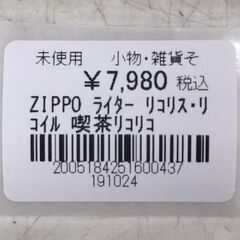 未使用 小物・雑貨そ
￥7,980 税込
ZIPPO ライター リコリス・リ
コイル 喫茶リコリコ
2005184251600437
191024